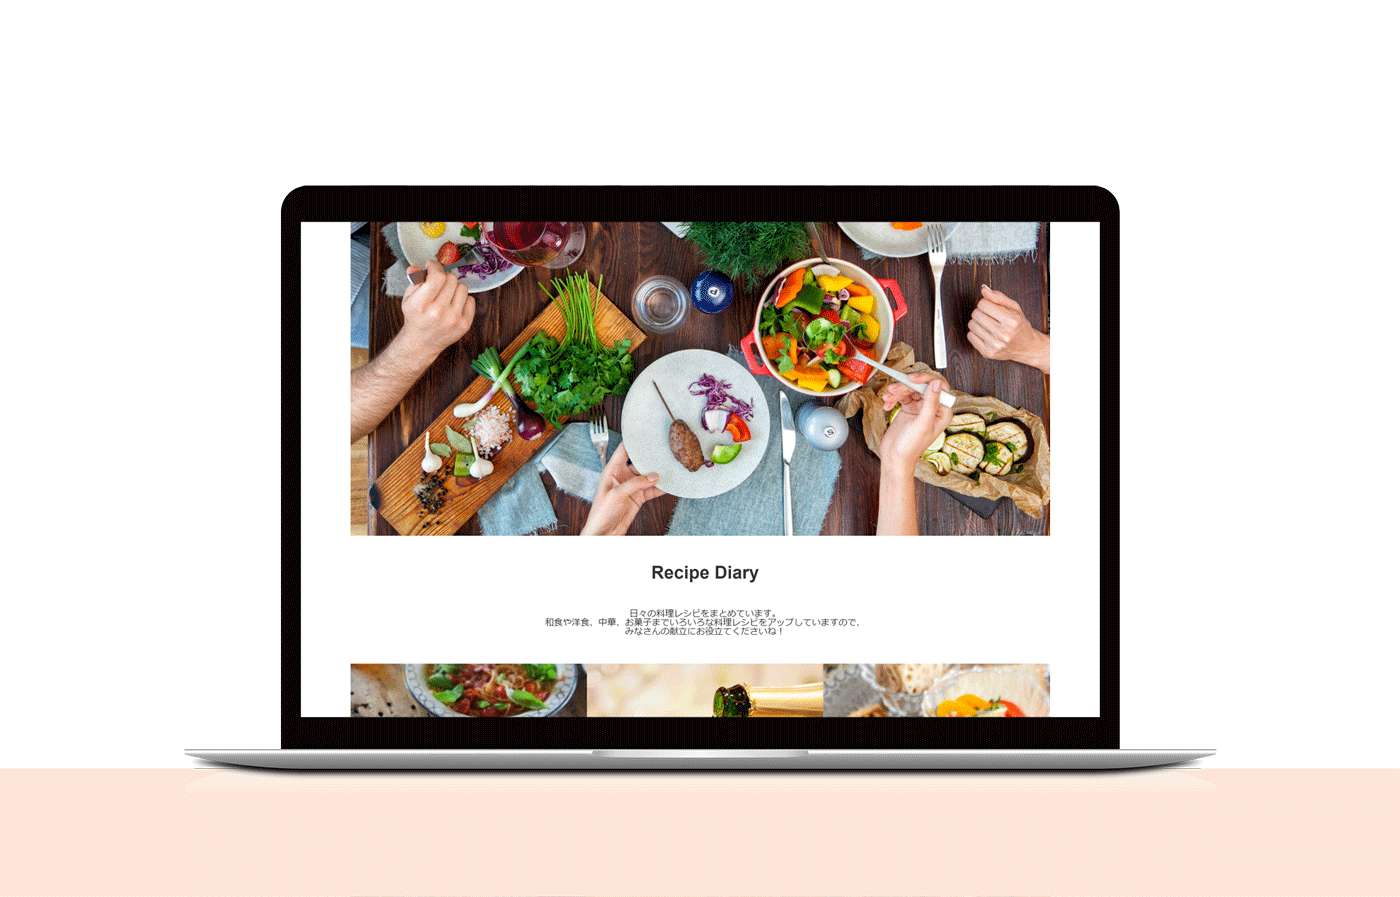 Recipe Diary
日々の料理レシピをまとめています。
和食や洋食、中華、お菓子までいろいろな料理レシピをアップしていますので、
みなさんの献立にお役立てくださいね！